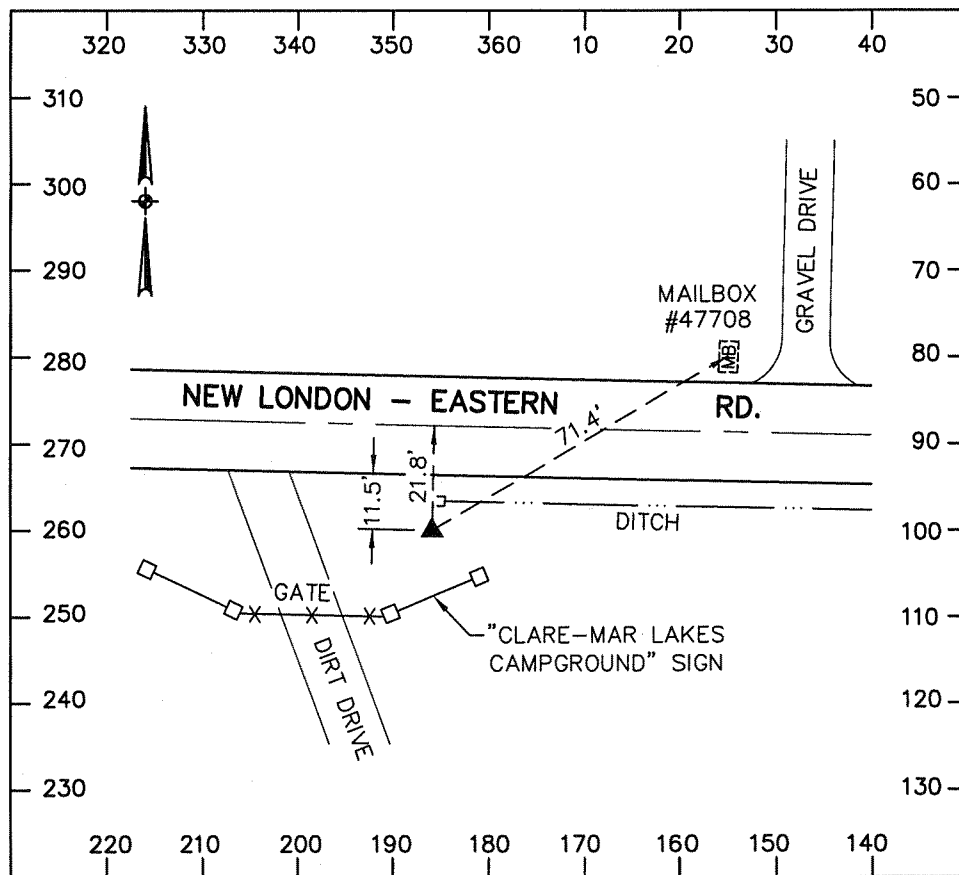 320 330 340 350 360 10 20 30 40
310 50
300 60
290 70
280 80
270 90
260 100
250 110
240 120
230 130
220 210 200 190 180 170 160 150 140
GRAVEL DRIVE
MAILBOX
#47708
MB
NEW LONDON – EASTERN RD.
71.4'
21.8'
11.5'
DITCH
GATE
"CLARE–MAR LAKES
CAMPGROUND" SIGN
DIRT DRIVE